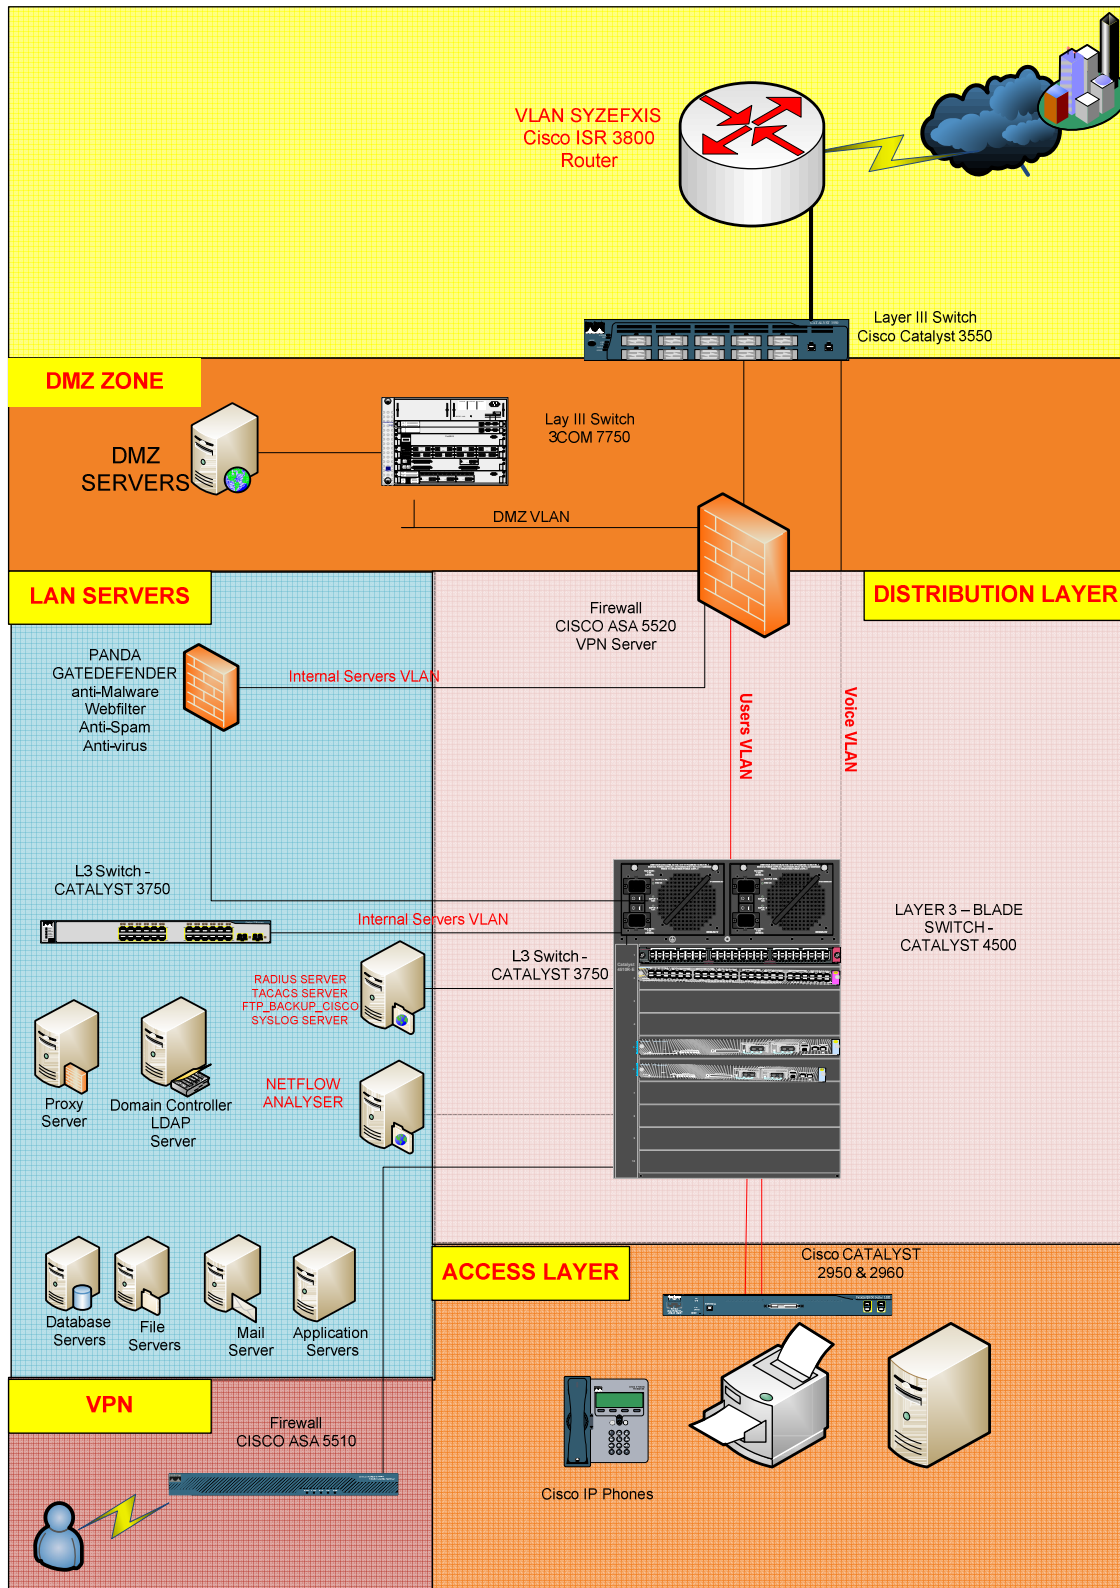 VLAN SYZEFXIS
Cisco ISR 3800
Router
Layer III Switch
Cisco Catalyst 3550
DMZ ZONE
Lay III Switch
3COM 7750
DMZ
SERVERS
DMZ VLAN
LAN SERVERS
DISTRIBUTION LAYER
Firewall
CISCO ASA 5520
VPN Server
PANDA
GATEDEFENDER
anti-Malware
Webfilter
Anti-Spam
Anti-virus
Internal Servers VLAN
Users VLAN
Voice VLAN
L3 Switch -
CATALYST 3750
Internal Servers VLAN
LAYER 3 – BLADE
SWITCH -
CATALYST 4500
L3 Switch -
CATALYST 3750
RADIUS SERVER
TACACS SERVER
FTP_BACKUP_CISCO
SYSLOG SERVER
NETFLOW
ANALYSER
Proxy
Server
Domain Controller
LDAP
Server
Database
Servers
File
Servers
Mail
Server
Application
Servers
ACCESS LAYER
Cisco CATALYST
2950 & 2960
VPN
Firewall
CISCO ASA 5510
Cisco IP Phones